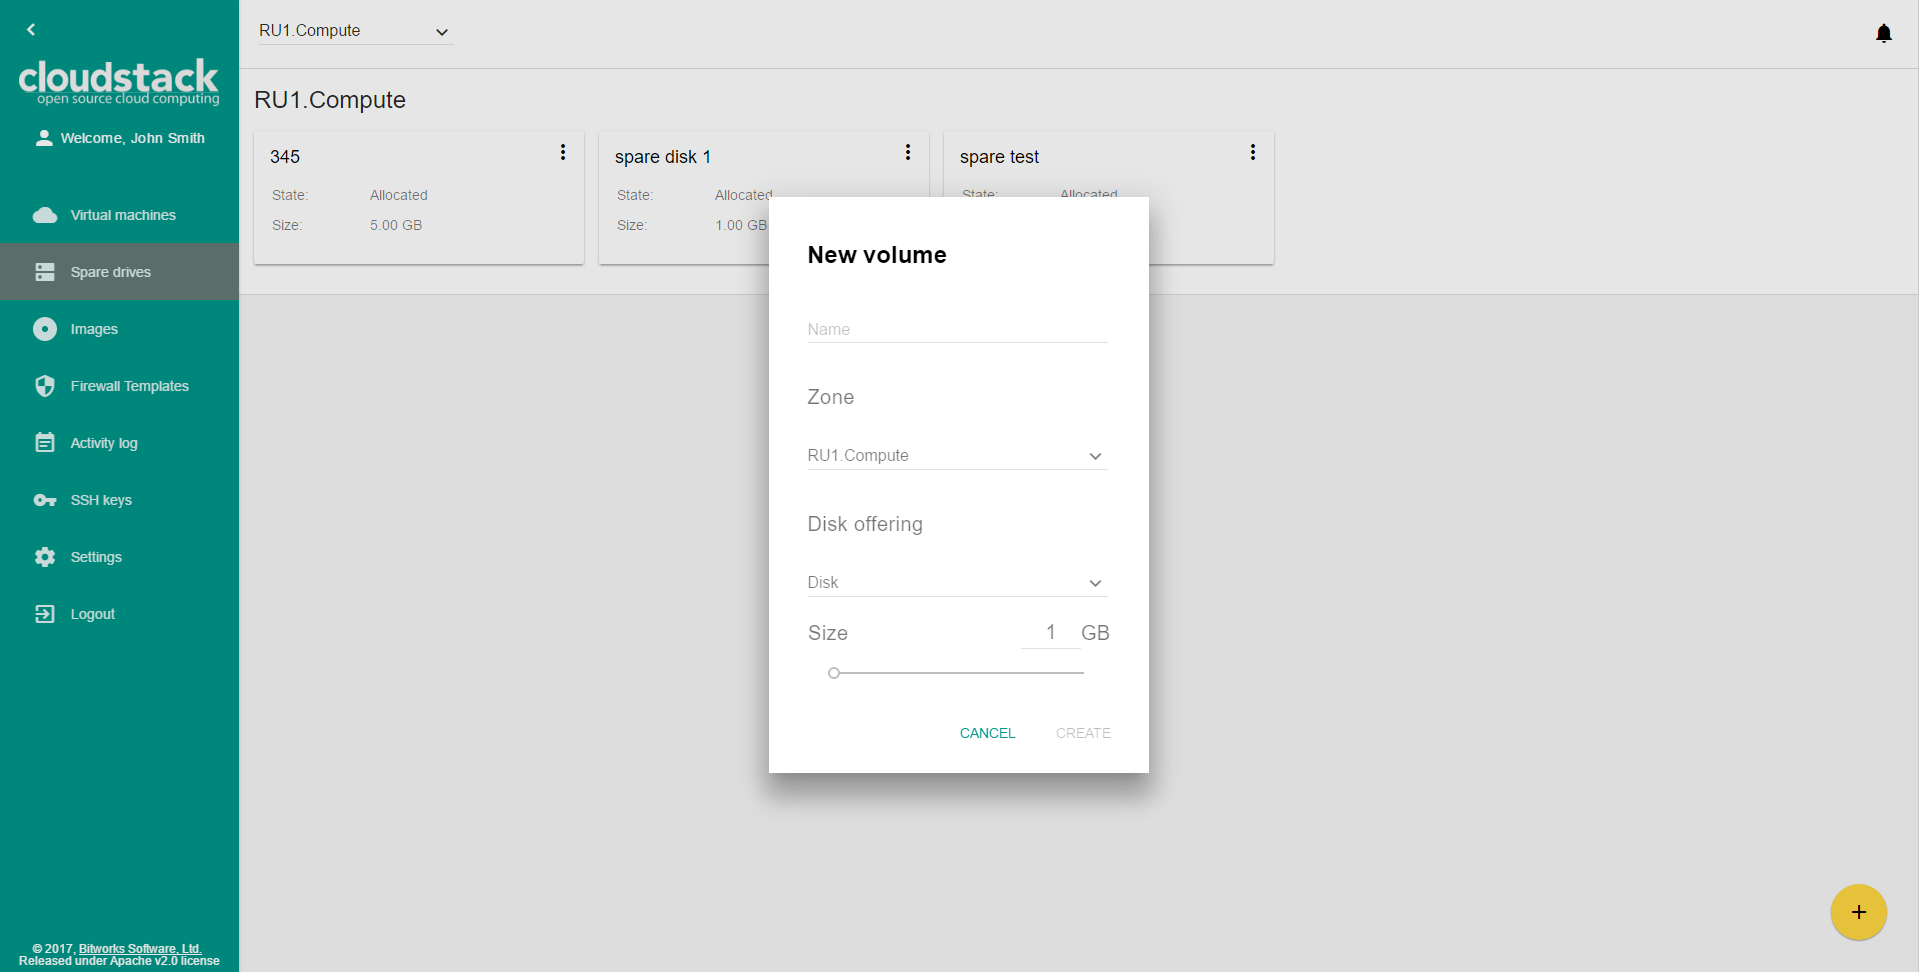 cloudstack
open source cloud computing
Welcome, John Smith
Virtual machines
Spare drives
Images
Firewall Templates
Activity log
SSH keys
Settings
Logout
© 2017, Bitworks Software, Ltd.
Released under Apache v2.0 license
RU1.Compute
RU1.Compute
345
State: Allocated
Size: 5.00 GB
spare disk 1
State: Allocated
Size: 1.00 GB
spare test
State: Allocated
New volume
Name
Zone
RU1.Compute
Disk offering
Disk
Size 1 GB
CANCEL CREATE